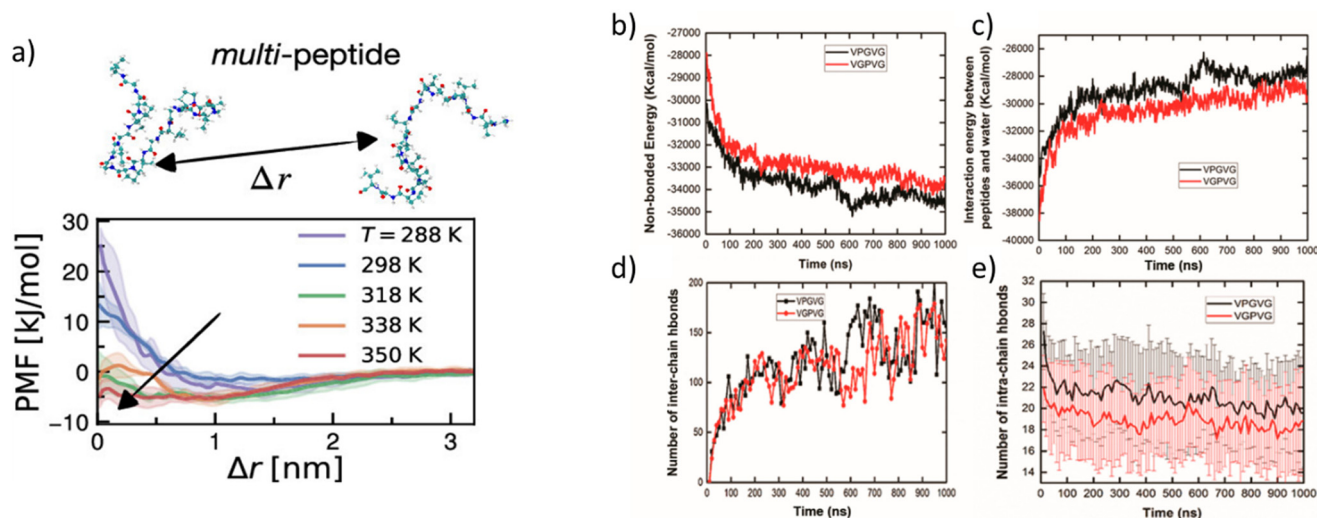 a)
multi-peptide
Δr
30
20
10
0
−10
PMF [kJ/mol]
T = 288 K
298 K
318 K
338 K
350 K
0
1
2
3
Δr [nm]
b)
-27000
-28000
-29000
-30000
-31000
-32000
-33000
-34000
-35000
-36000
Non-bonded Energy (Kcal/mol)
VPGVG
VGPVG
0 100 200 300 400 500 600 700 800 900 1000
Time (ns)
c)
-26000
-28000
-30000
-32000
-34000
-36000
-38000
-40000
Interaction energy between
peptides and water (Kcal/mol)
VPGVG
VGPVG
0 100 200 300 400 500 600 700 800 900 1000
Time (ns)
d)
200
150
100
50
0
Number of inter-chain hbonds
VPGVG
VGPVG
0 100 200 300 400 500 600 700 800 900 1000
Time (ns)
e)
32
30
28
26
24
22
20
18
16
14
Number of intra-chain hbonds
VPGVG
VGPVG
0 100 200 300 400 500 600 700 800 900 1000
Time (ns)